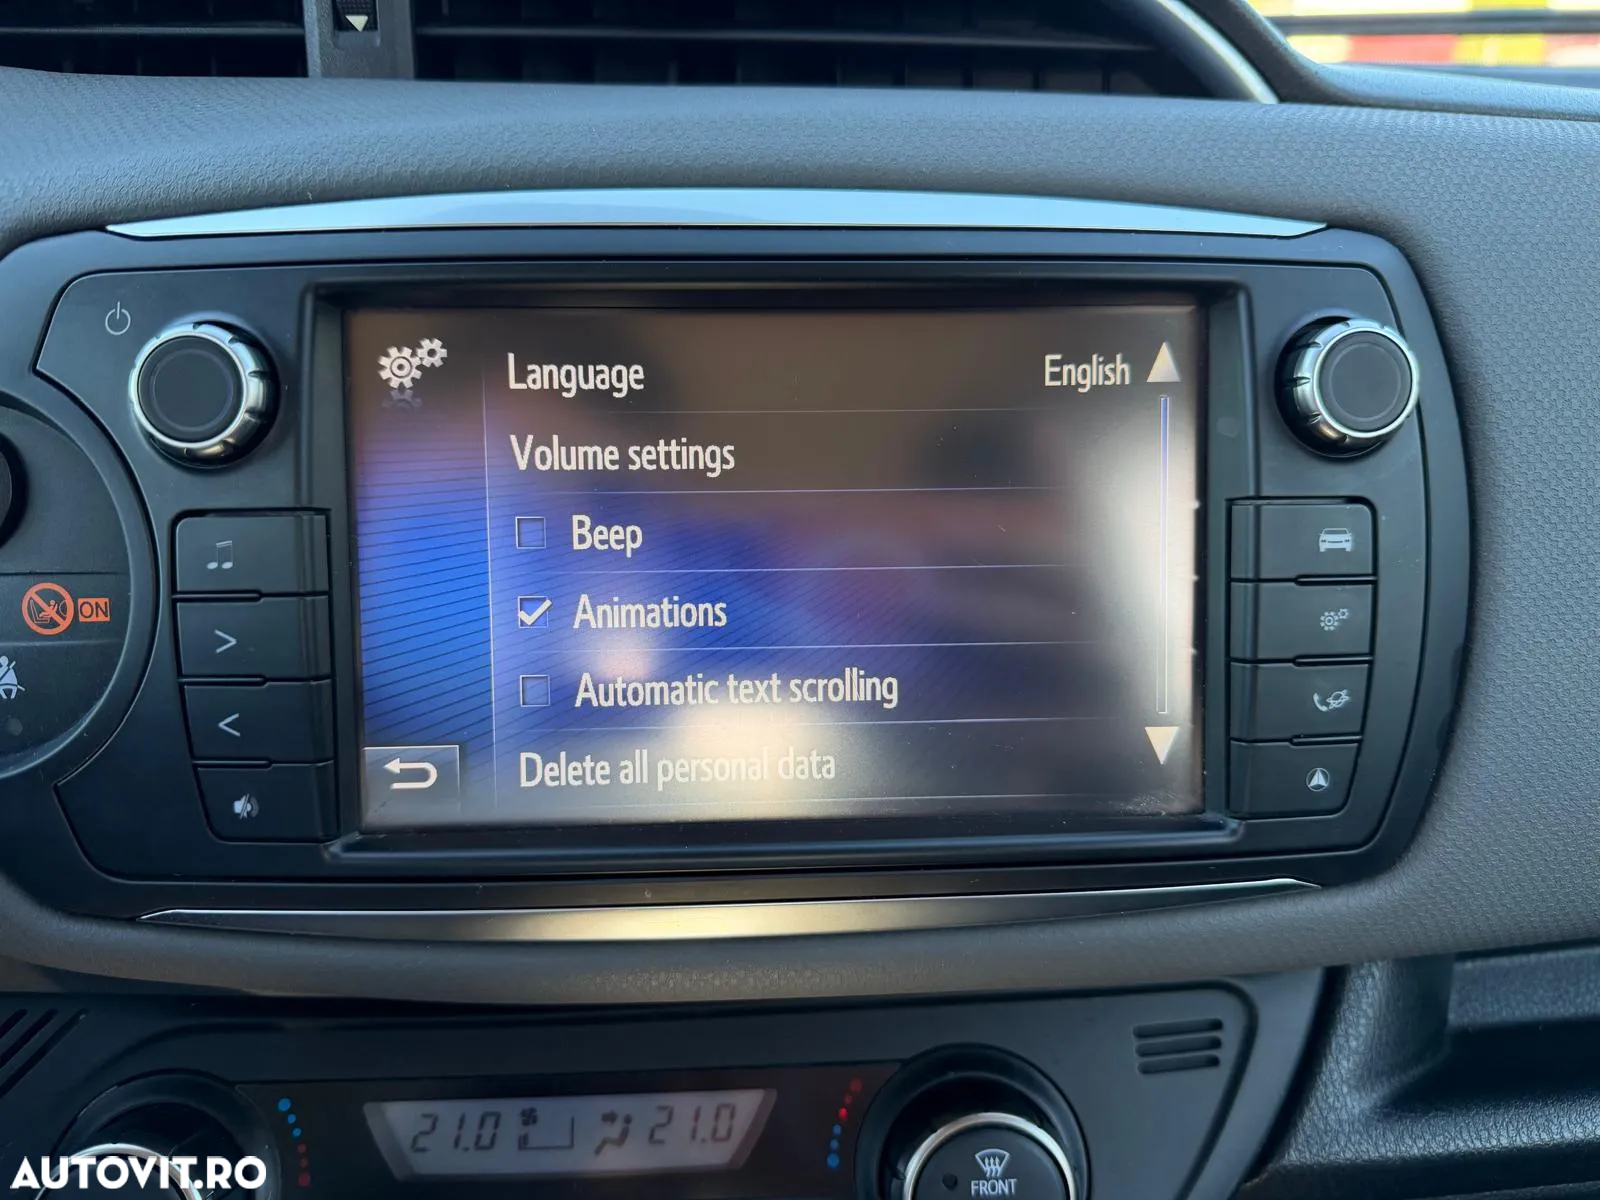 Language English
Volume settings
Beep
Animations
Automatic text scrolling
Delete all personal data
ON
21.0 21.0
FRONT
AUTOVIT.RO